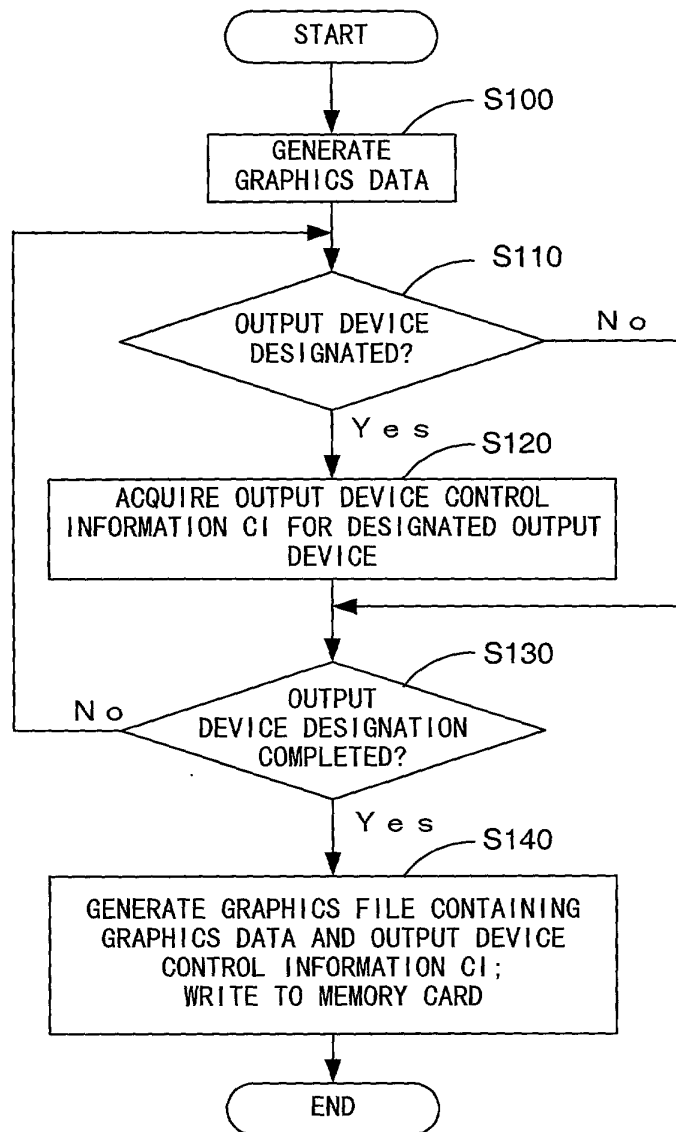 START
S100
GENERATE
GRAPHICS DATA
S110
OUTPUT DEVICE
DESIGNATED?
No
Yes
S120
ACQUIRE OUTPUT DEVICE CONTROL
INFORMATION CI FOR DESIGNATED OUTPUT
DEVICE
S130
No
OUTPUT
DEVICE DESIGNATION
COMPLETED?
Yes
S140
GENERATE GRAPHICS FILE CONTAINING
GRAPHICS DATA AND OUTPUT DEVICE
CONTROL INFORMATION CI;
WRITE TO MEMORY CARD
END